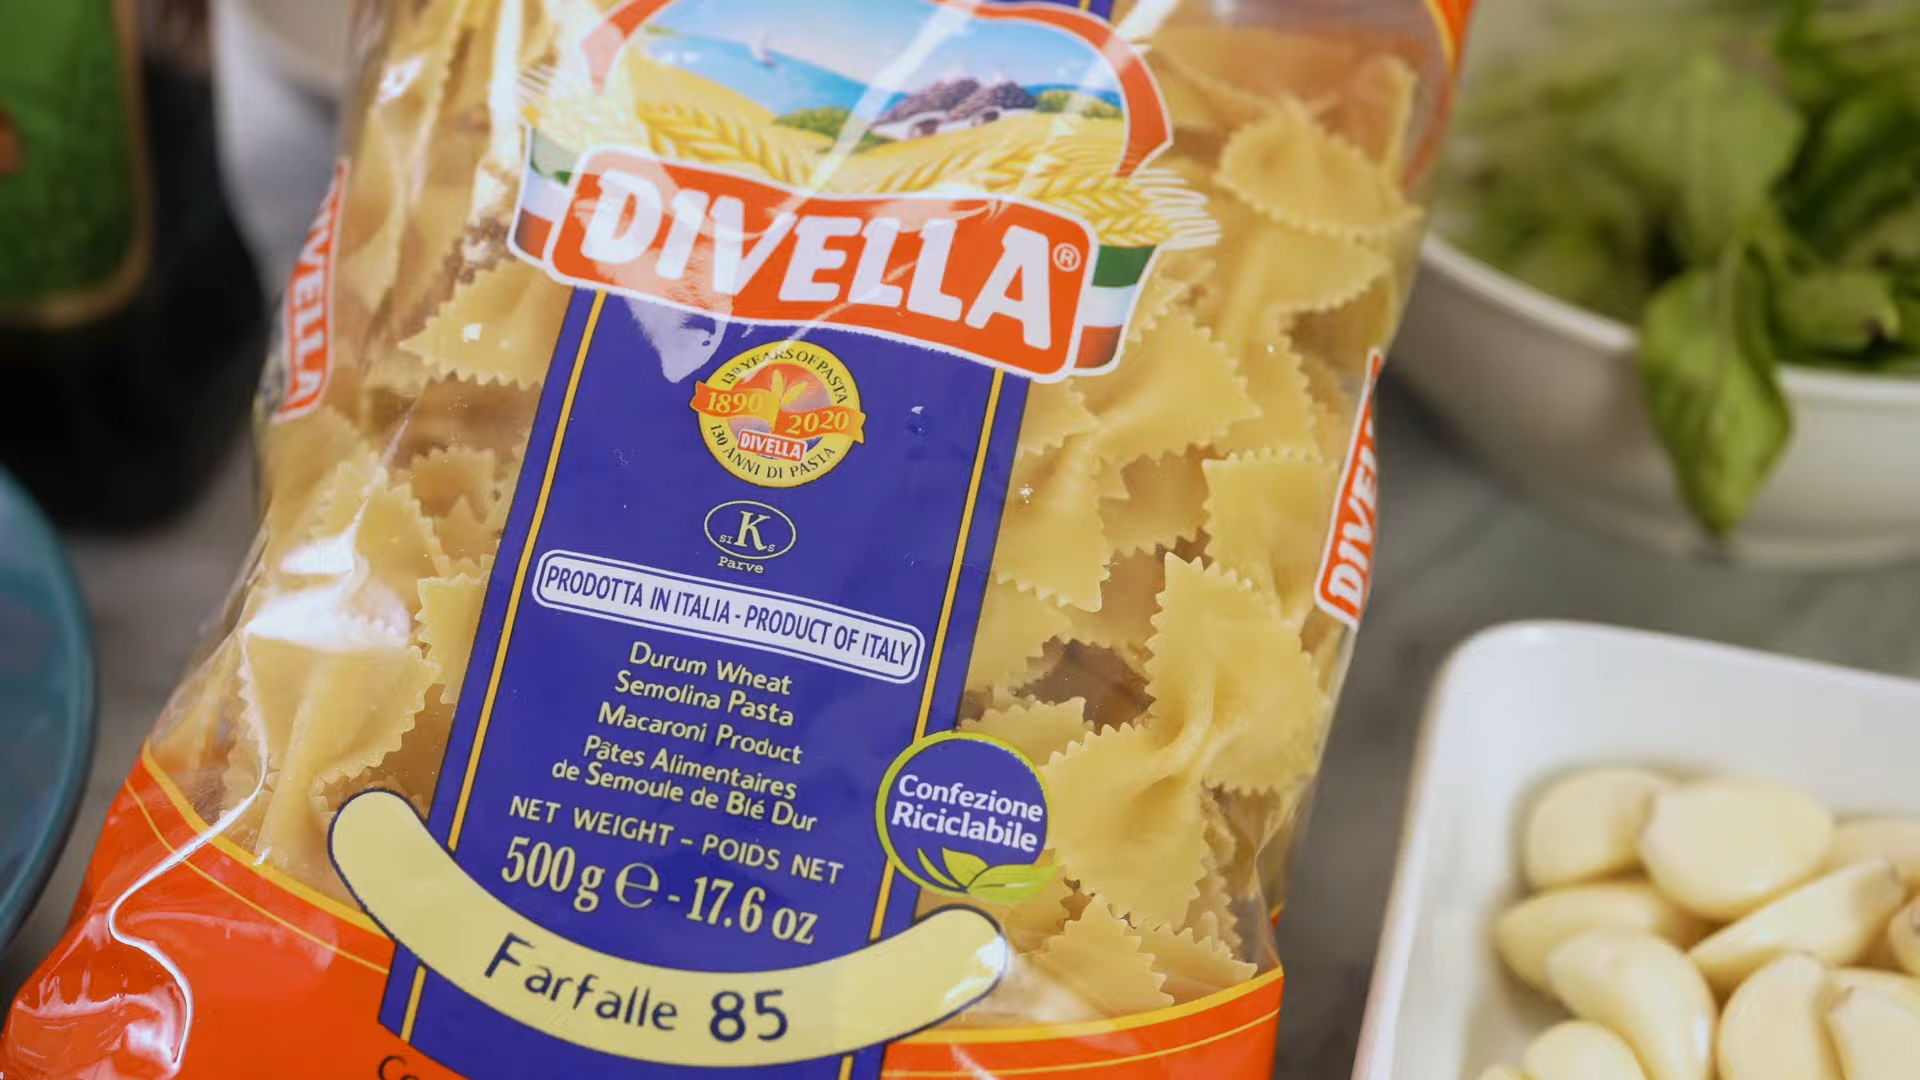 DIVELLA®
DIVELLA
130 YEARS OF PASTA
1890
2020
DIVELLA
130 ANNI DI PASTA
K
SI
S
Parve
PRODOTTA IN ITALIA - PRODUCT OF ITALY
Durum Wheat
Semolina Pasta
Macaroni Product
Pâtes Alimentaires
de Semoule de Blé Dur
NET WEIGHT - POIDS NET
500 g ℮ - 17.6 oz
Confezione
Riciclabile
Farfalle 85